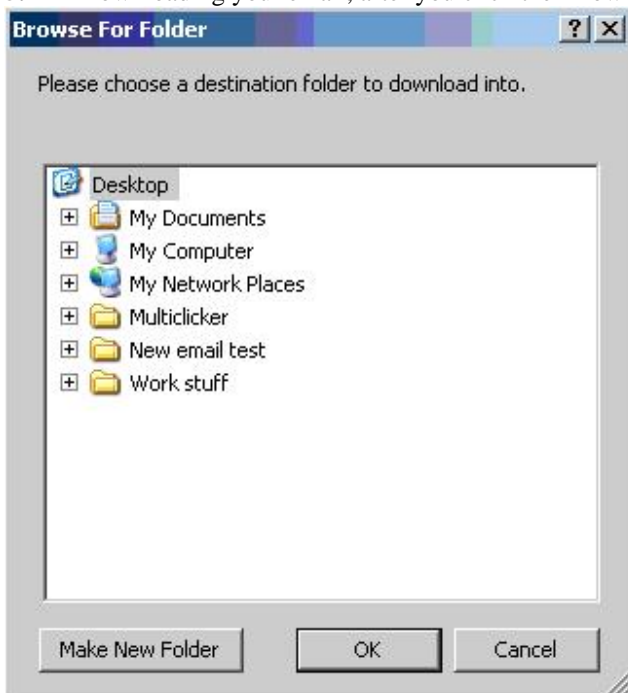 Browse For Folder
Please choose a destination folder to download into.
Desktop
My Documents
My Computer
My Network Places
Multiclicker
New email test
Work stuff
Make New Folder
OK
Cancel